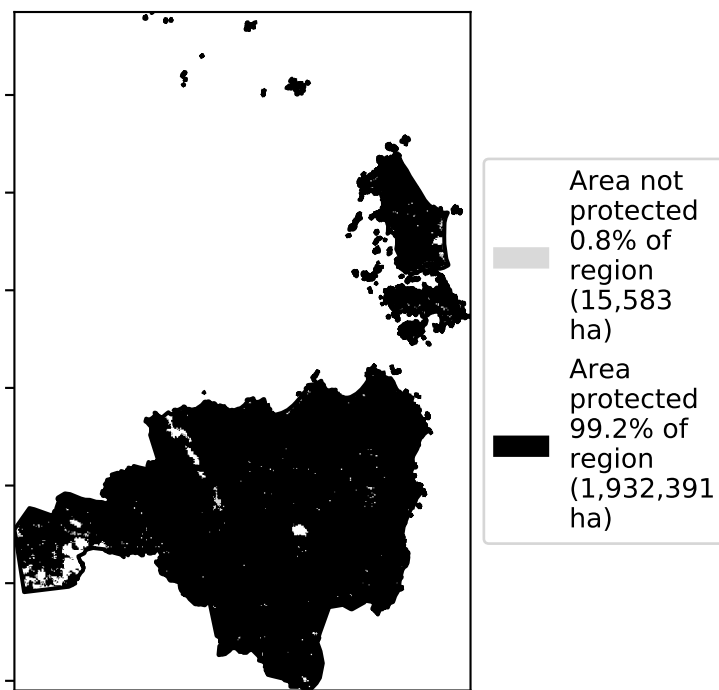 Area not
protected
0.8% of
region
(15,583
ha)
Area
protected
99.2% of
region
(1,932,391
ha)